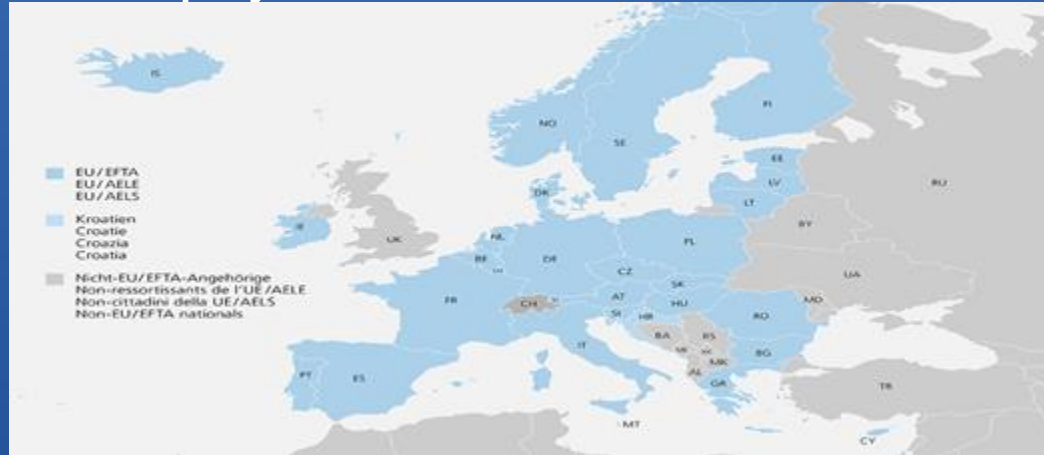 IS
NO
SE
FI
EE
LV
LT
DK
RU
EU/EFTA
EU/AELE
EU/AELS
Kroatien
Croatie
Croazia
Croatia
Nicht-EU/EFTA-Angehörige
Non-ressortissants de l'UE/AELE
Non-cittadini della UE/AELS
Non-EU/EFTA nationals
IE
UK
NL
BE
DE
PL
BY
UA
CZ
SK
FR
CH
AT
HU
MD
SI
HR
RO
BA
RS
IT
BG
MK
AL
PT
ES
GR
TR
MT
CY